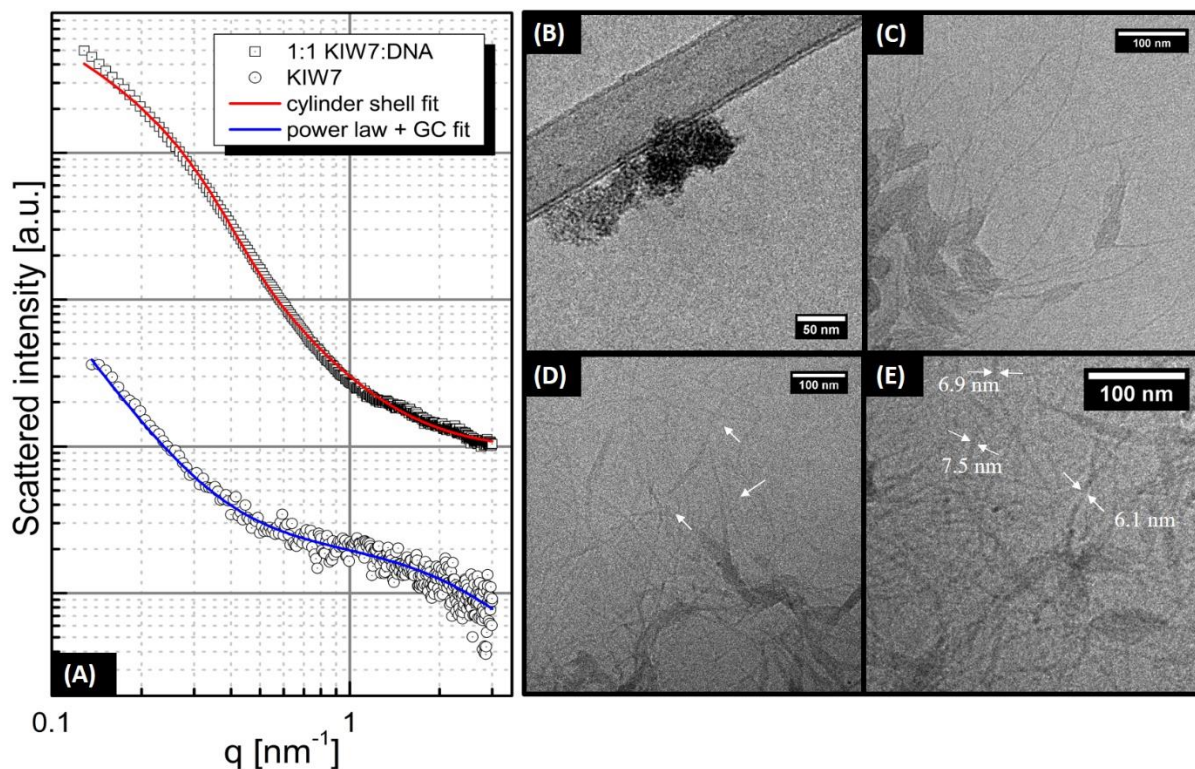 1:1 KIW7:DNA
KIW7
cylinder shell fit
power law + GC fit
Scattered intensity [a.u.]
(A)
0.1
1
q [nm⁻¹]
(B)
50 nm
(C)
100 nm
(D)
100 nm
(E)
100 nm
6.9 nm
7.5 nm
6.1 nm